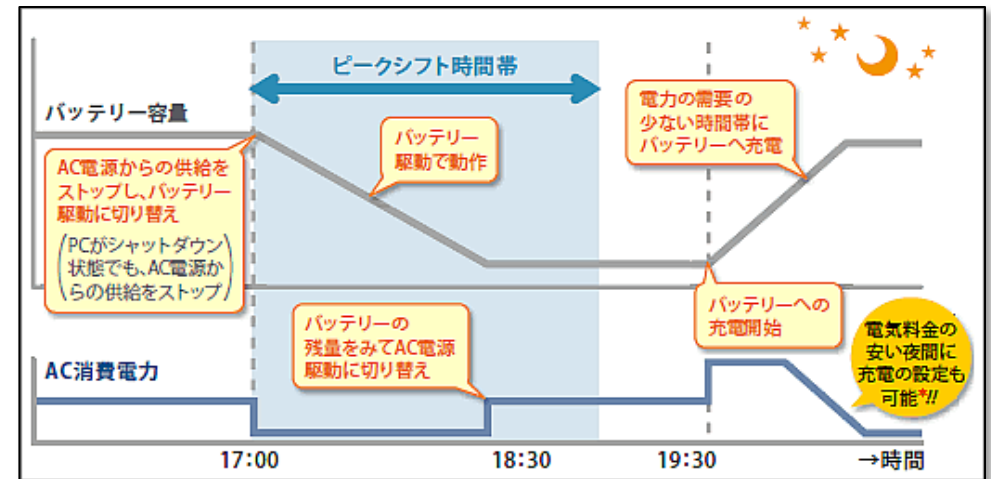 ピークシフト時間帯
バッテリー容量
AC電源からの供給を
ストップし、バッテリー
駆動に切り替え
(PCがシャットダウン
状態でも、AC電源か
らの供給をストップ)
バッテリー
駆動で動作
電力の需要の
少ない時間帯に
バッテリーへ充電
バッテリーへの
充電開始
バッテリーの
残量をみてAC電源
駆動に切り替え
電気料金の
安い夜間に
充電の設定も
可能*!!
AC消費電力
17:00
18:30
19:30
→時間